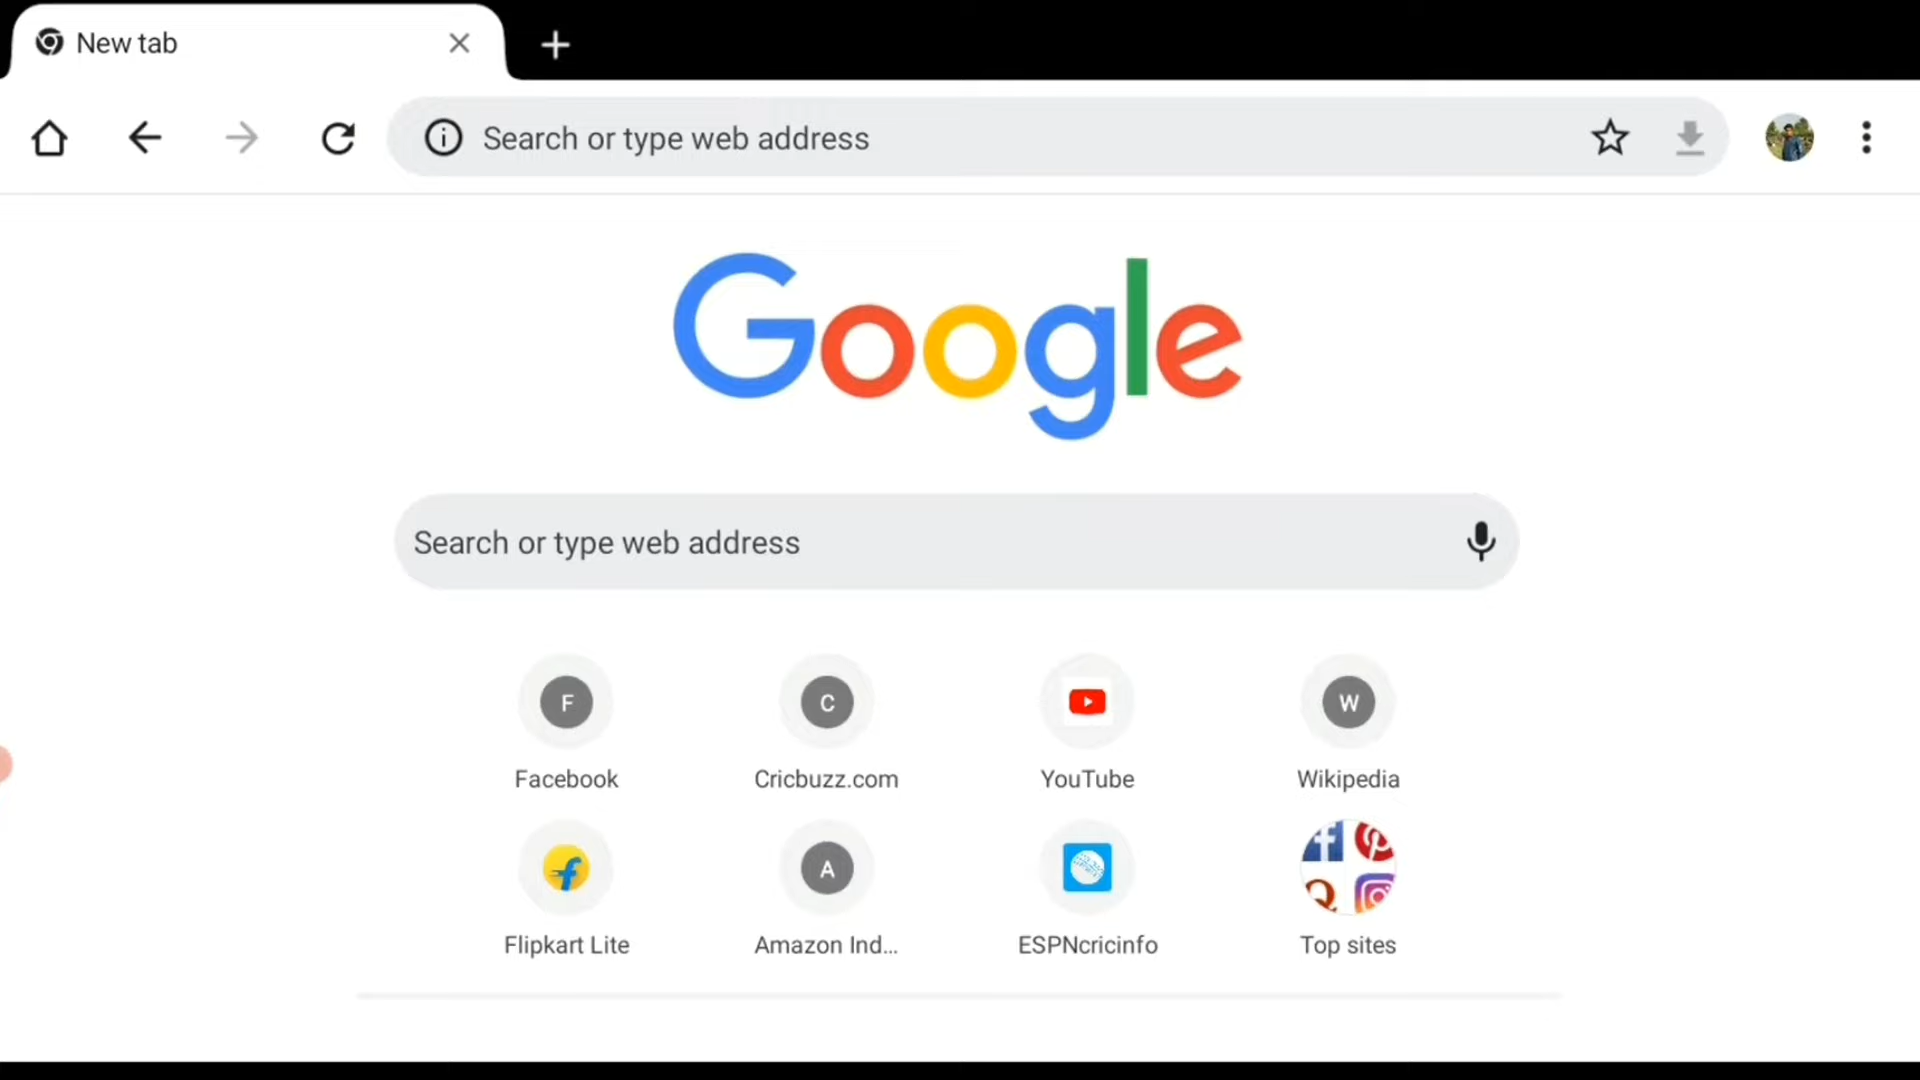 New tab
Search or type web address
Google
Search or type web address
F
C
W
Facebook
Cricbuzz.com
YouTube
Wikipedia
A
Flipkart Lite
Amazon Ind...
ESPNcricinfo
Top sites